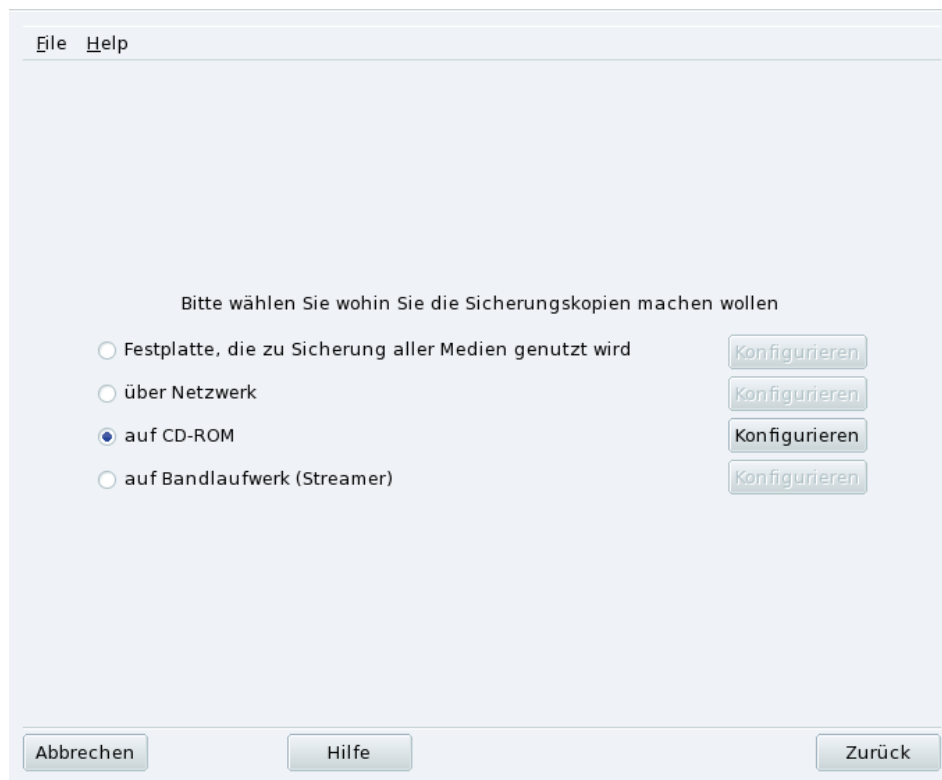 File Help
Bitte wählen Sie wohin Sie die Sicherungskopien machen wollen
Festplatte, die zu Sicherung aller Medien genutzt wird Konfigurieren
über Netzwerk Konfigurieren
auf CD-ROM Konfigurieren
auf Bandlaufwerk (Streamer) Konfigurieren
Abbrechen Hilfe Zurück